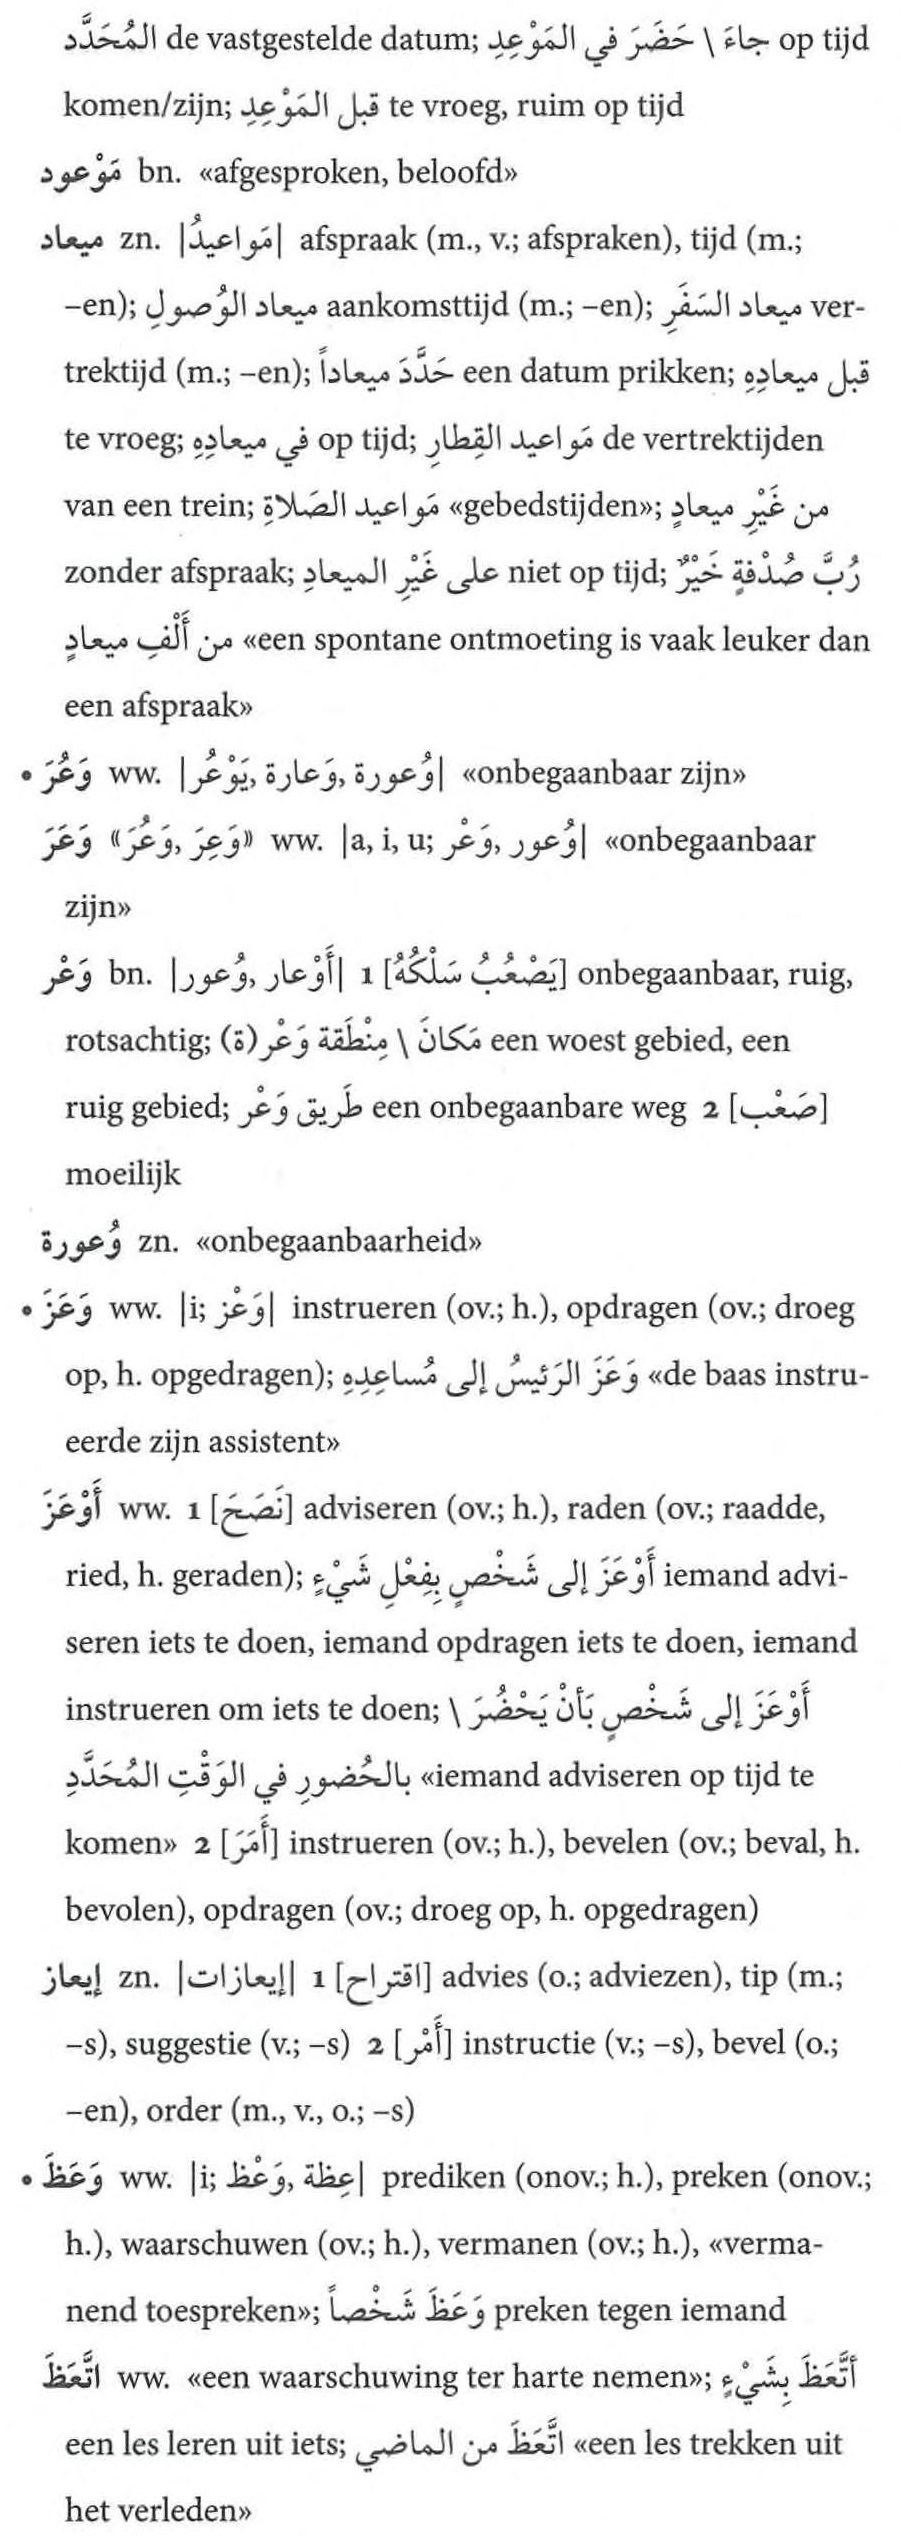 المُحَدَّد de vastgestelde datum; جاءَ \ حَضَرَ في المَوْعِدِ op tijd
komen/zijn; قبل المَوْعِدِ te vroeg, ruim op tijd
مَوْعود bn. «afgesproken, beloofd»
ميعاد zn. |مَواعيدُ| afspraak (m., v.; afspraken), tijd (m.;
–en); ميعاد الوُصولِ aankomsttijd (m.; –en); ميعاد السَفَرِ ver-
trektijd (m.; –en); حَدَّدَ ميعاداً een datum prikken; قبل ميعادِهِ
te vroeg; في ميعادِهِ op tijd; مَواعيد القِطارِ de vertrektijden
van een trein; مَواعيد الصَلاةِ «gebedstijden»; من غَيْرِ ميعادٍ
zonder afspraak; على غَيْرِ الميعادِ niet op tijd; رُبَّ صُدْفةٍ خَيْرٌ
من أَلْفِ ميعادٍ «een spontane ontmoeting is vaak leuker dan
een afspraak»
• وَعُرَ ww. |يَوْعُر, وَعارة, وُعورة| «onbegaanbaar zijn»
وَعَرَ «وَعِرَ ,وَعُرَ» ww. |a, i, u; وَعْر, وُعور| «onbegaanbaar
zijn»
وَعْر bn. |وُعور, أَوْعار| 1 [يَصْعُبُ سَلْكُهُ] onbegaanbaar, ruig,
rotsachtig; مَكانَ \ مِنْطَقة وَعْر(ة) een woest gebied, een
ruig gebied; طَريق وَعْر een onbegaanbare weg 2 [صَعْب]
moeilijk
وُعورة zn. «onbegaanbaarheid»
• وَعَزَ ww. |i; وَعْز| instrueren (ov.; h.), opdragen (ov.; droeg
op, h. opgedragen); وَعَزَ الرَئيسُ إلى مُساعِدِهِ «de baas instru-
eerde zijn assistent»
أَوْعَزَ ww. 1 [نَصَحَ] adviseren (ov.; h.), raden (ov.; raadde,
ried, h. geraden); أَوْعَزَ إلى شَخْصٍ بِفِعْلِ شَيْءٍ iemand advi-
seren iets te doen, iemand opdragen iets te doen, iemand
instrueren om iets te doen; أَوْعَزَ إلى شَخْصٍ بَأنْ يَحْضُرَ \
بالحُضورِ في الوَقْتِ المُحَدَّدِ «iemand adviseren op tijd te
komen» 2 [أَمَرَ] instrueren (ov.; h.), bevelen (ov.; beval, h.
bevolen), opdragen (ov.; droeg op, h. opgedragen)
إيعاز zn. |إيعازات| 1 [اقتراح] advies (o.; adviezen), tip (m.;
–s), suggestie (v.; –s) 2 [أَمْر] instructie (v.; –s), bevel (o.;
–en), order (m., v., o.; –s)
• وَعَظَ ww. |i; وَعْظ, عِظة| prediken (onov.; h.), preken (onov.;
h.), waarschuwen (ov.; h.), vermanen (ov.; h.), «verma-
nend toespreken»; وَعَظَ شَخْصاً preken tegen iemand
اتَّعَظَ ww. «een waarschuwing ter harte nemen»; أتَّعَظَ بِشَيْءٍ
een les leren uit iets; اتَّعَظَ من الماضي «een les trekken uit
het verleden»